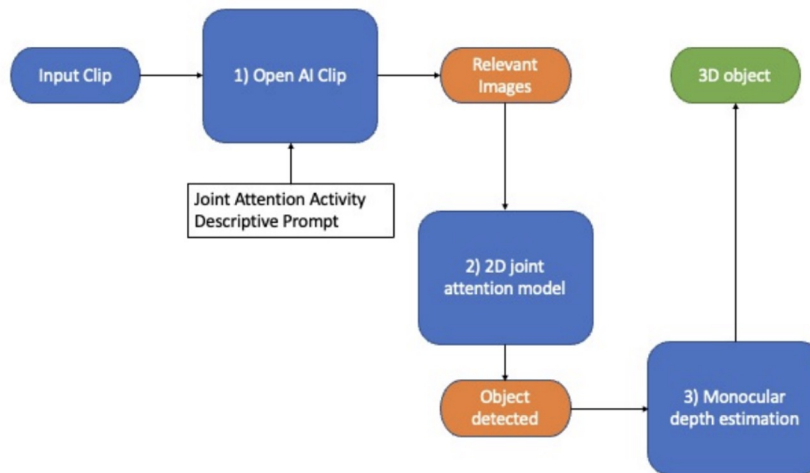 Input Clip
1) Open AI Clip
Relevant
Images
3D object
Joint Attention Activity
Descriptive Prompt
2) 2D joint
attention model
Object
detected
3) Monocular
depth estimation